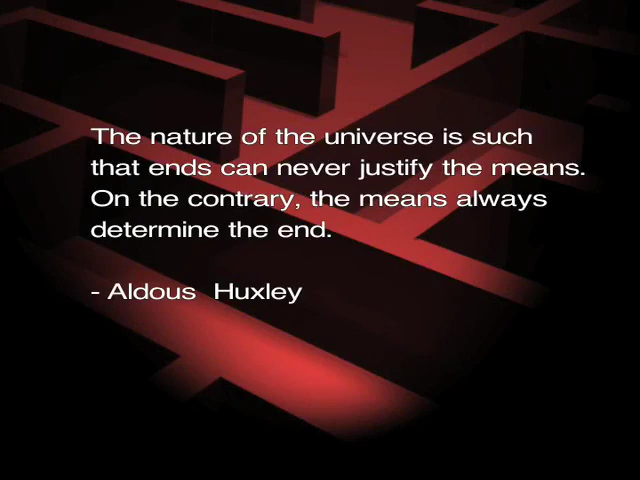 The nature of the universe is such
that ends can never justify the means.
On the contrary, the means always
determine the end.
- Aldous  Huxley